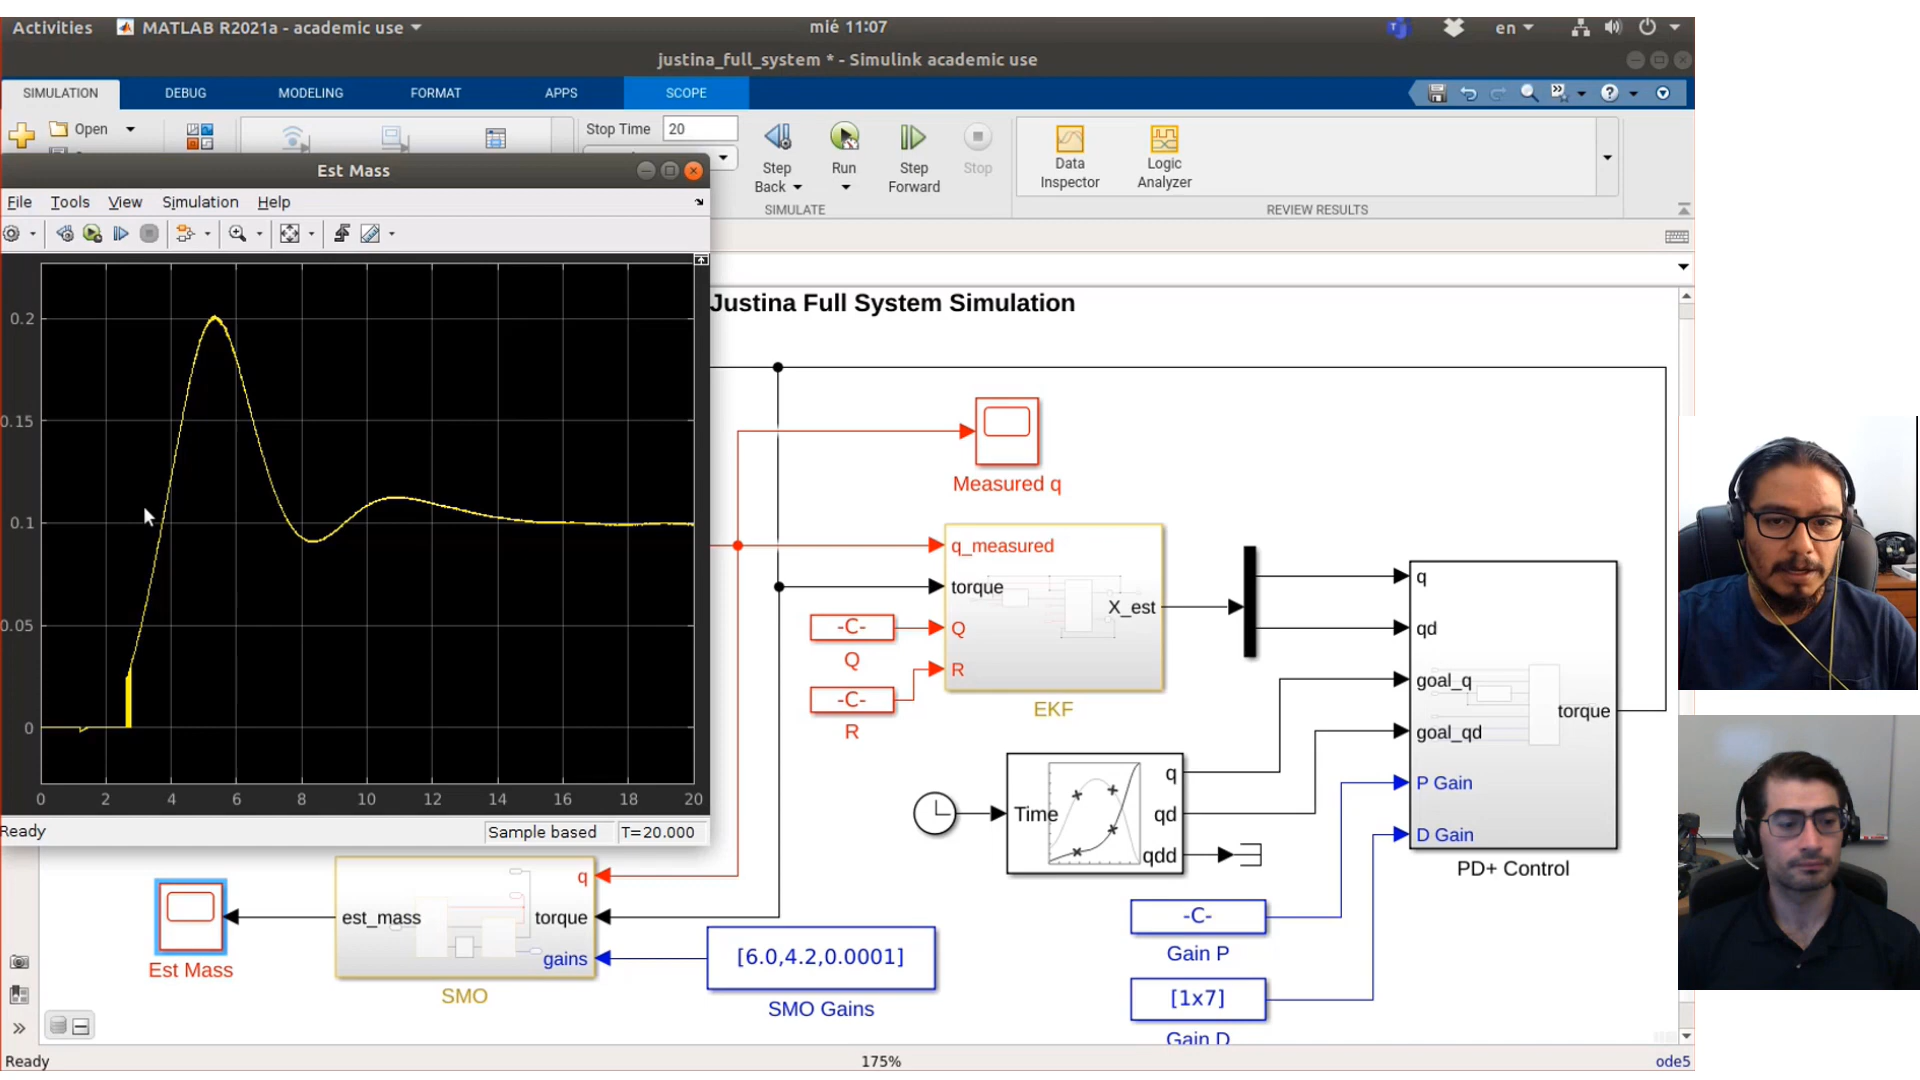 Activities
MATLAB R2021a - academic use
mié 11:07
en
justina_full_system * - Simulink academic use
SIMULATION
DEBUG
MODELING
FORMAT
APPS
SCOPE
Open
Stop Time
20
Step
Back
Run
Step
Forward
Stop
Data
Inspector
Logic
Analyzer
SIMULATE
REVIEW RESULTS
Est Mass
File
Tools
View
Simulation
Help
0.2
0.15
0.1
0.05
0
0
2
4
6
8
10
12
14
16
18
20
Ready
Sample based
T=20.000
Justina Full System Simulation
Measured q
q_measured
torque
Q
R
X_est
EKF
-C-
Q
-C-
R
q
qd
goal_q
goal_qd
P Gain
D Gain
torque
PD+ Control
Time
q
qd
qdd
-C-
Gain P
[1x7]
Gain D
Est Mass
est_mass
q
torque
gains
SMO
[6.0,4.2,0.0001]
SMO Gains
Ready
175%
ode5